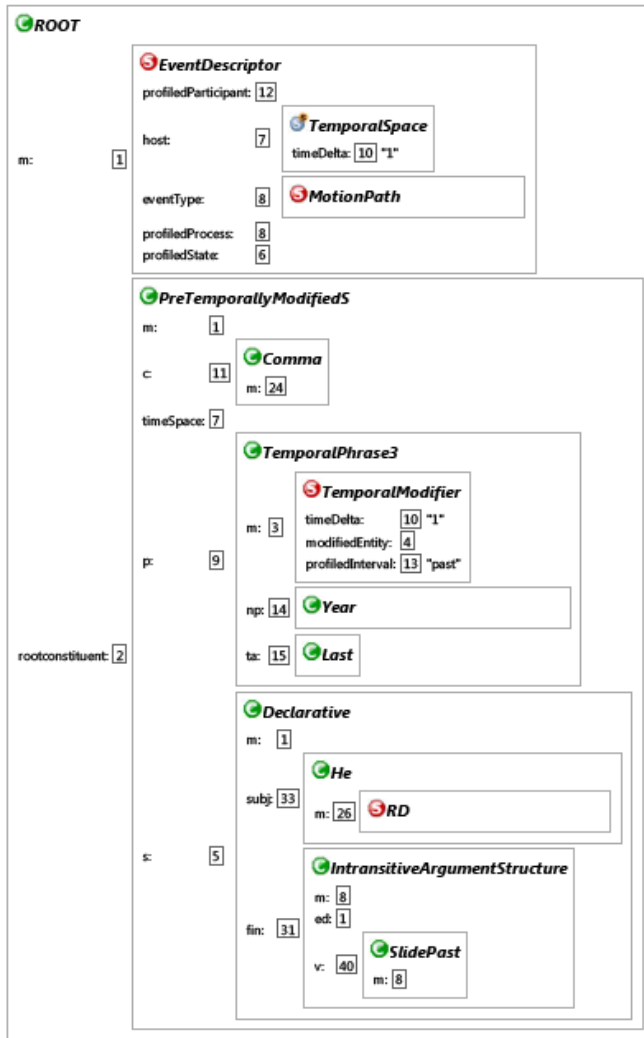 C ROOT
m: 1
S EventDescriptor
profiledParticipant: 12
host: 7
S TemporalSpace
timeDelta: 10 "1"
eventType: 8
S MotionPath
profiledProcess: 8
profiledState: 6
rootconstituent: 2
C PreTemporallyModifiedS
m: 1
c: 11
C Comma
m: 24
timeSpace: 7
p: 9
C TemporalPhrase3
m: 3
S TemporalModifier
timeDelta: 10 "1"
modifiedEntity: 4
profiledInterval: 13 "past"
np: 14
C Year
ta: 15
C Last
s: 5
C Declarative
m: 1
subj: 33
C He
m: 26
S RD
fin: 31
C IntransitiveArgumentStructure
m: 8
ed: 1
v: 40
C SlidePast
m: 8